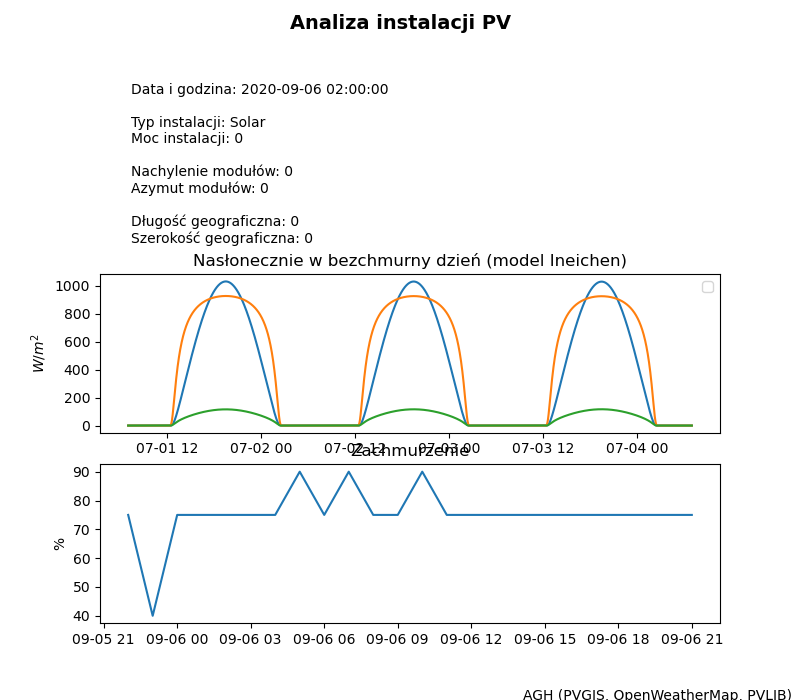 Analiza instalacji PV
Data i godzina: 2020-09-06 02:00:00
Typ instalacji: Solar
Moc instalacji: 0
Nachylenie modułów: 0
Azymut modułów: 0
Długość geograficzna: 0
Szerokość geograficzna: 0
Nasłonecznie w bezchmurny dzień (model Ineichen)
W/m²
1000
800
600
400
200
0
07-01 12 07-02 00 07-02 12 07-03 00 07-03 12 07-04 00
Zachmurzenie
%
90
80
70
60
50
40
09-05 21 09-06 00 09-06 03 09-06 06 09-06 09 09-06 12 09-06 15 09-06 18 09-06 21
AGH (PVGIS, OpenWeatherMap, PVLIB)